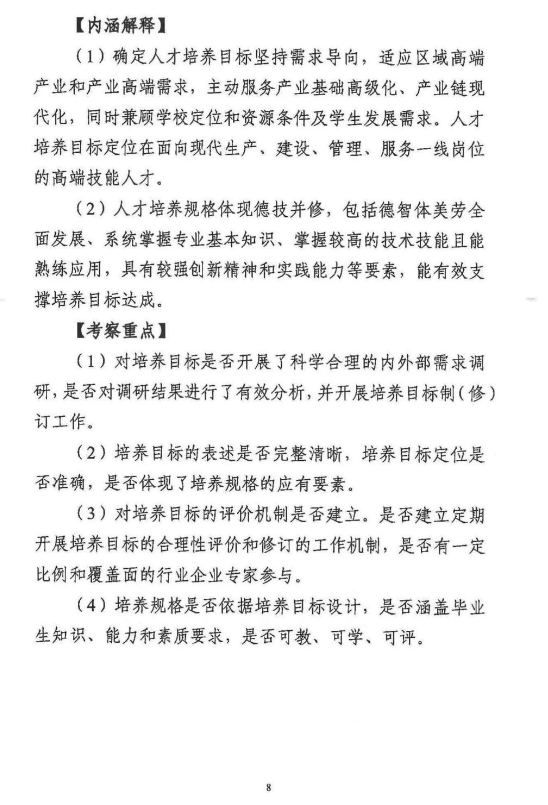 【内涵解释】
（1）确定人才培养目标坚持需求导向，适应区域高端
产业和产业高端需求，主动服务产业基础高级化、产业链现
代化，同时兼顾学校定位和资源条件及学生发展需求。人才
培养目标定位在面向现代生产、建设、管理、服务一线岗位
的高端技能人才。
（2）人才培养规格体现德技并修，包括德智体美劳全
面发展、系统掌握专业基本知识、掌握较高的技术技能且能
熟练应用，具有较强创新精神和实践能力等要素，能有效支
撑培养目标达成。
【考察重点】
（1）对培养目标是否开展了科学合理的内外部需求调
研，是否对调研结果进行了有效分析，并开展培养目标制（修）
订工作。
（2）培养目标的表述是否完整清晰，培养目标定位是
否准确，是否体现了培养规格的应有要素。
（3）对培养目标的评价机制是否建立。是否建立定期
开展培养目标的合理性评价和修订的工作机制，是否有一定
比例和覆盖面的行业企业专家参与。
（4）培养规格是否依据培养目标设计，是否涵盖毕业
生知识、能力和素质要求，是否可教、可学、可评。
8